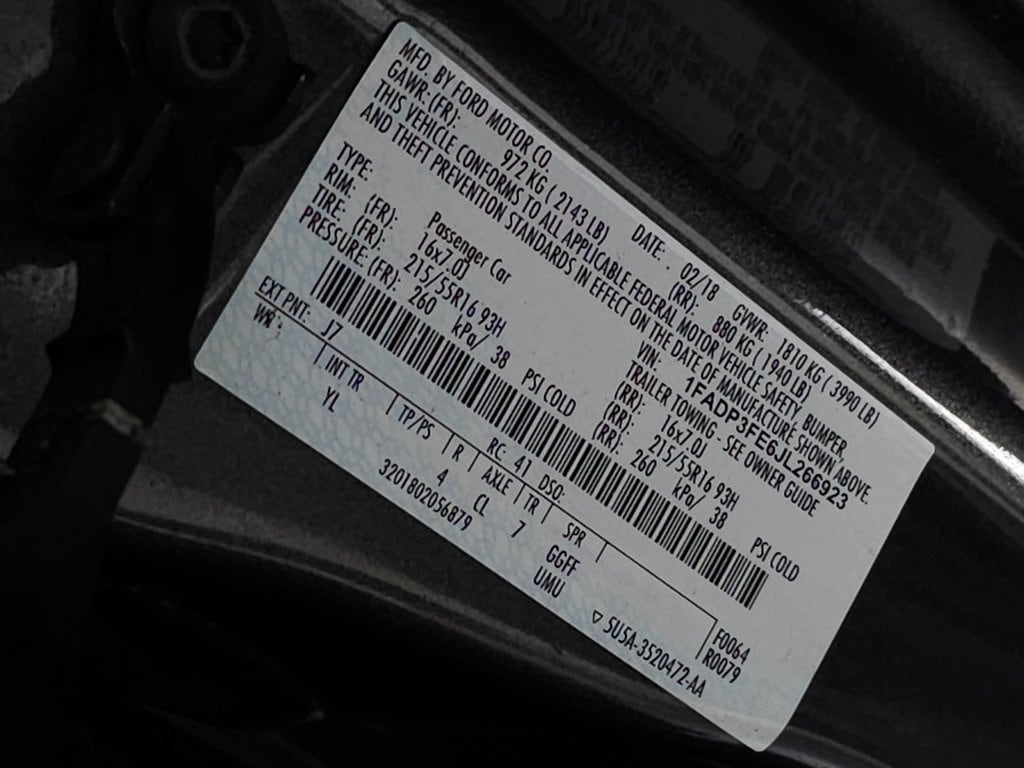 MFD. BY FORD MOTOR CO. DATE: 02/18 GVWR: 1810 KG ( 3990 LB)
GAWR: (FR): 972 KG ( 2143 LB) (RR): 880 KG ( 1940 LB)
THIS VEHICLE CONFORMS TO ALL APPLICABLE FEDERAL MOTOR VEHICLE SAFETY, BUMPER,
AND THEFT PREVENTION STANDARDS IN EFFECT ON THE DATE OF MANUFACTURE SHOWN ABOVE.
VIN: 1FADP3FE6JL266923
TYPE: Passenger Car TRAILER TOWING - SEE OWNER GUIDE
RIM: (FR): 16x7.0J (RR): 16x7.0J
TIRE: (FR): 215/55R16 93H (RR): 215/55R16 93H
PRESSURE: (FR): 260 kPa/ 38 PSI COLD (RR): 260 kPa/ 38 PSI COLD
EXT PNT: J7 RC: 41 DSO: F0064
WB INT TR TP/PS R AXLE TR SPR R0079
YL 4 CL 7 GGFF
3201802056879 UMU
▽ 5U5A-3520472-AA